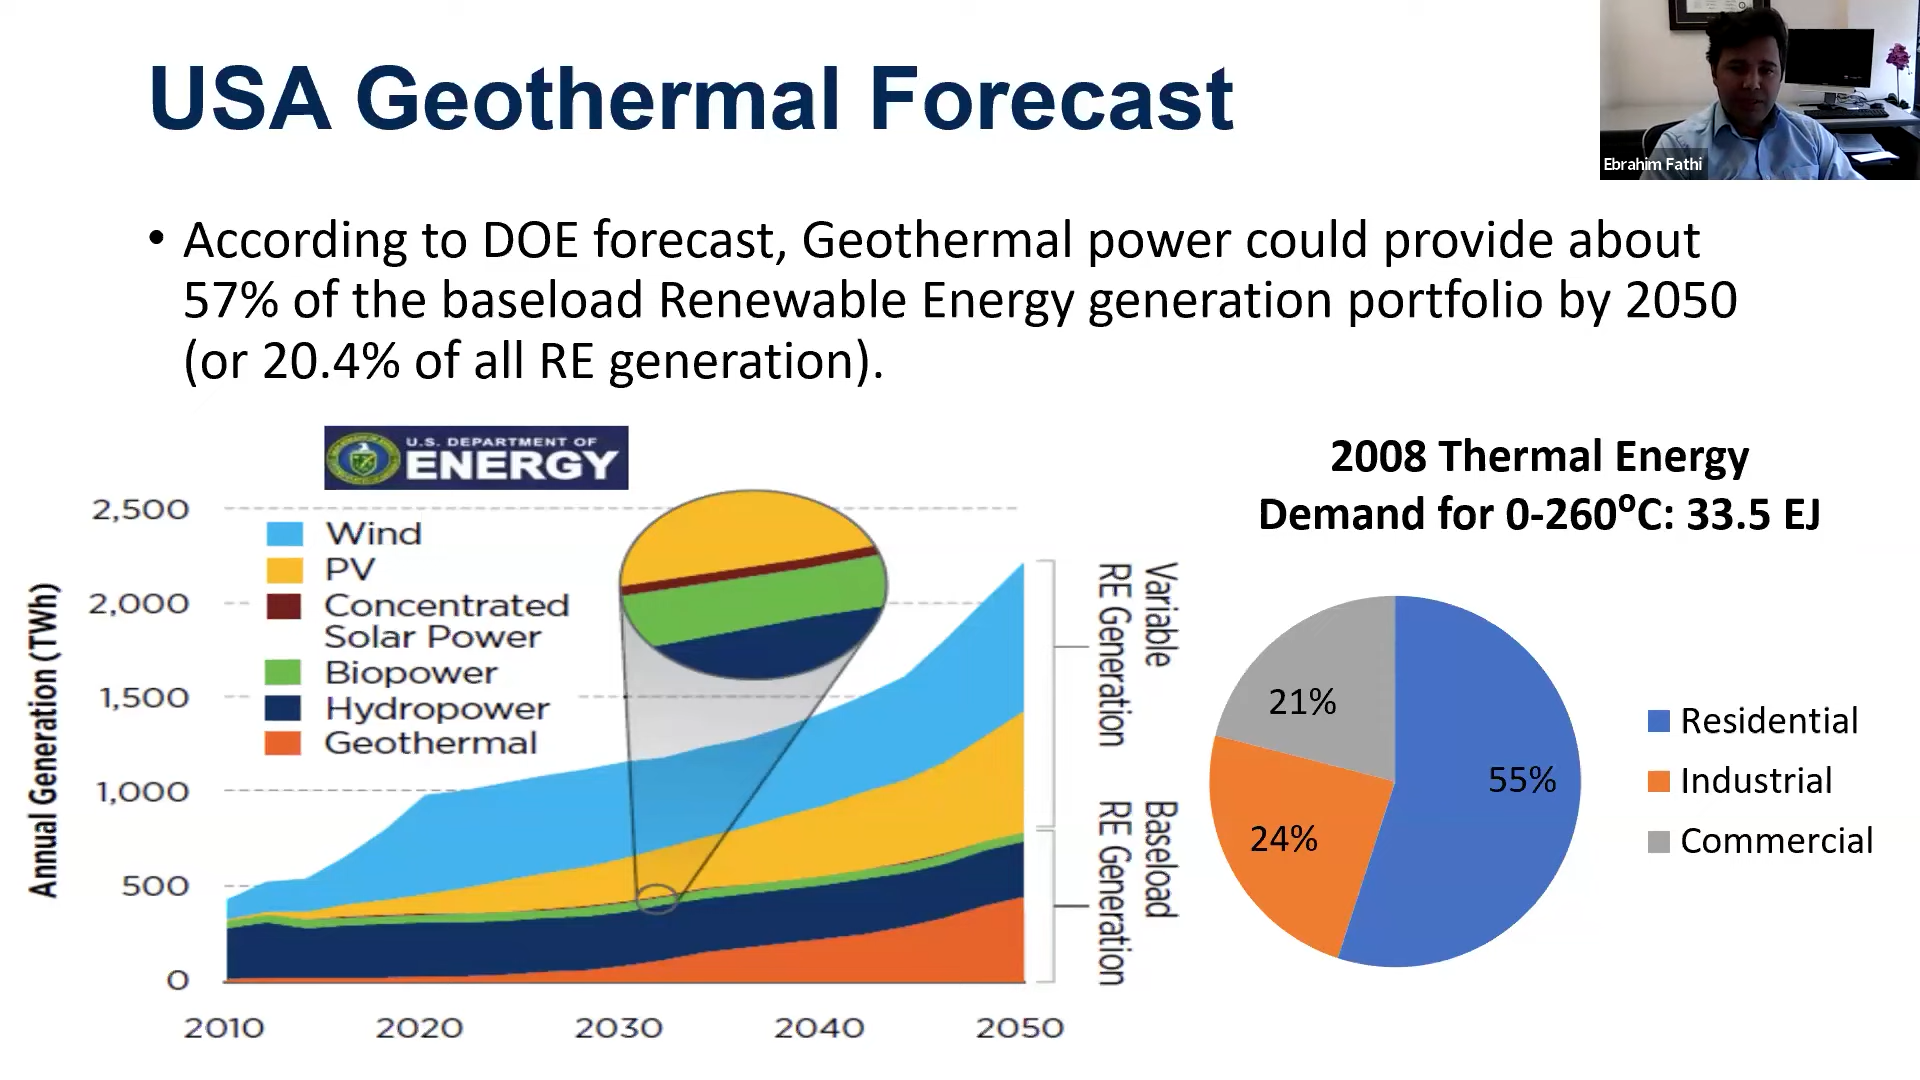 USA Geothermal Forecast
Ebrahim Fathi
• According to DOE forecast, Geothermal power could provide about
57% of the baseload Renewable Energy generation portfolio by 2050
(or 20.4% of all RE generation).
U.S. DEPARTMENT OF
ENERGY
Annual Generation (TWh)
2,500
2,000
1,500
1,000
500
0
Wind
PV
Concentrated
Solar Power
Biopower
Hydropower
Geothermal
2010
2020
2030
2040
2050
Variable
RE Generation
Baseload
RE Generation
2008 Thermal Energy
Demand for 0-260⁰C: 33.5 EJ
21%
55%
24%
Residential
Industrial
Commercial